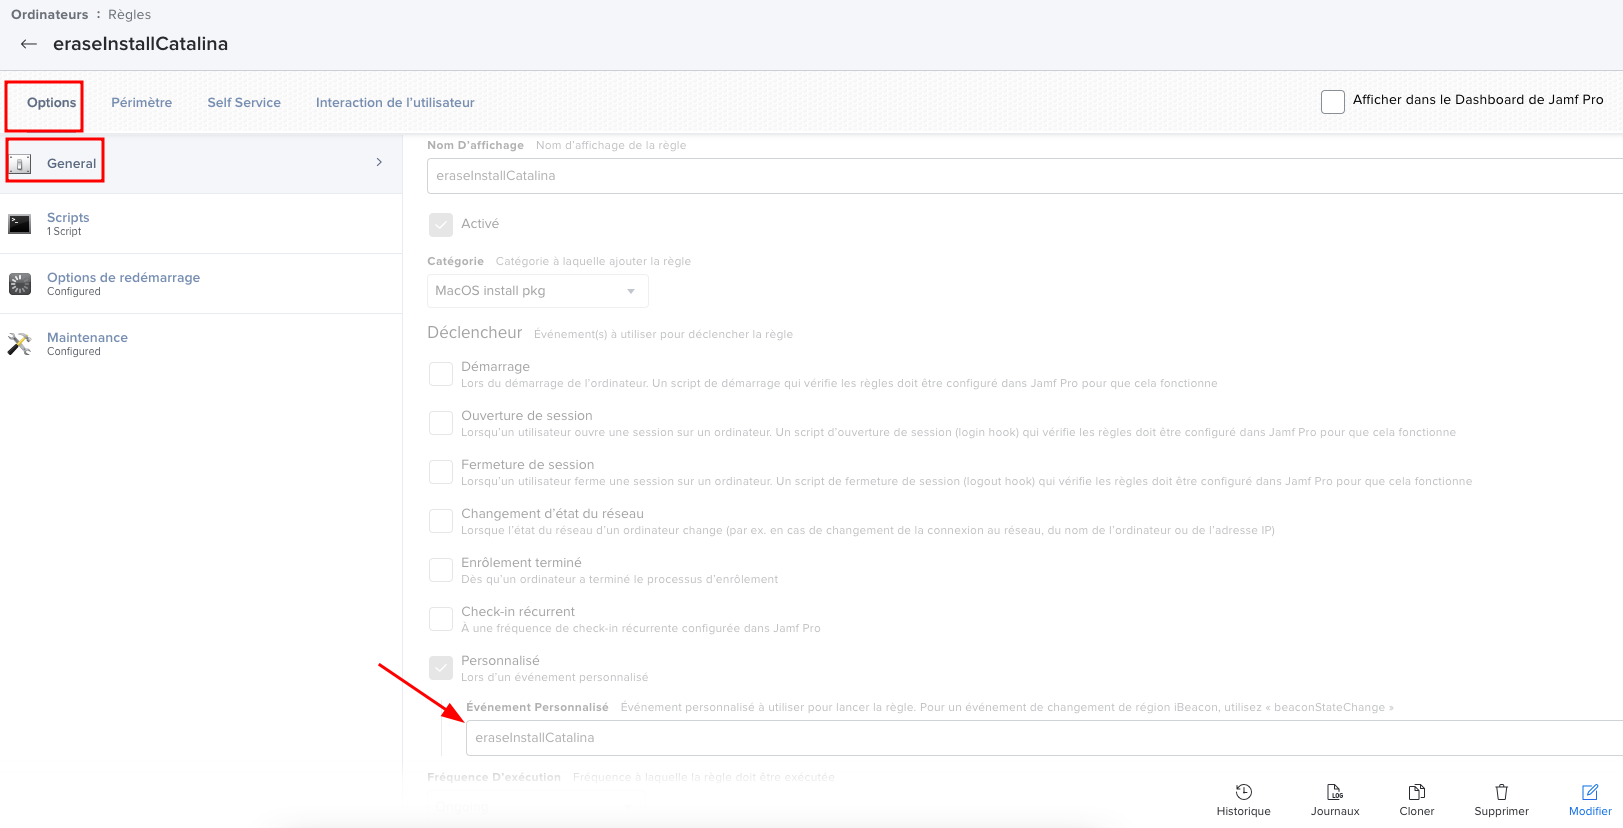 Ordinateurs : Règles
← eraseInstallCatalina
Options Périmètre Self Service Interaction de l'utilisateur
Afficher dans le Dashboard de Jamf Pro
General
Scripts
1 Script
Options de redémarrage
Configured
Maintenance
Configured
Nom D'affichage Nom d'affichage de la règle
eraseInstallCatalina
Activé
Catégorie Catégorie à laquelle ajouter la règle
MacOS install pkg
Déclencheur Événement(s) à utiliser pour déclencher la règle
Démarrage
Lors du démarrage de l'ordinateur. Un script de démarrage qui vérifie les règles doit être configuré dans Jamf Pro pour que cela fonctionne
Ouverture de session
Lorsqu'un utilisateur ouvre une session sur un ordinateur. Un script d'ouverture de session (login hook) qui vérifie les règles doit être configuré dans Jamf Pro pour que cela fonctionne
Fermeture de session
Lorsqu'un utilisateur ferme une session sur un ordinateur. Un script de fermeture de session (logout hook) qui vérifie les règles doit être configuré dans Jamf Pro pour que cela fonctionne
Changement d'état du réseau
Lorsque l'état du réseau d'un ordinateur change (par ex. en cas de changement de la connexion au réseau, du nom de l'ordinateur ou de l'adresse IP)
Enrôlement terminé
Dès qu'un ordinateur a terminé le processus d'enrôlement
Check-in récurrent
À une fréquence de check-in récurrente configurée dans Jamf Pro
Personnalisé
Lors d'un événement personnalisé
Événement Personnalisé Événement personnalisé à utiliser pour lancer la règle. Pour un événement de changement de région iBeacon, utilisez « beaconStateChange »
eraseInstallCatalina
Fréquence D'exécution Fréquence à laquelle la règle doit être exécutée
LOG
Historique Journaux Cloner Supprimer Modifier